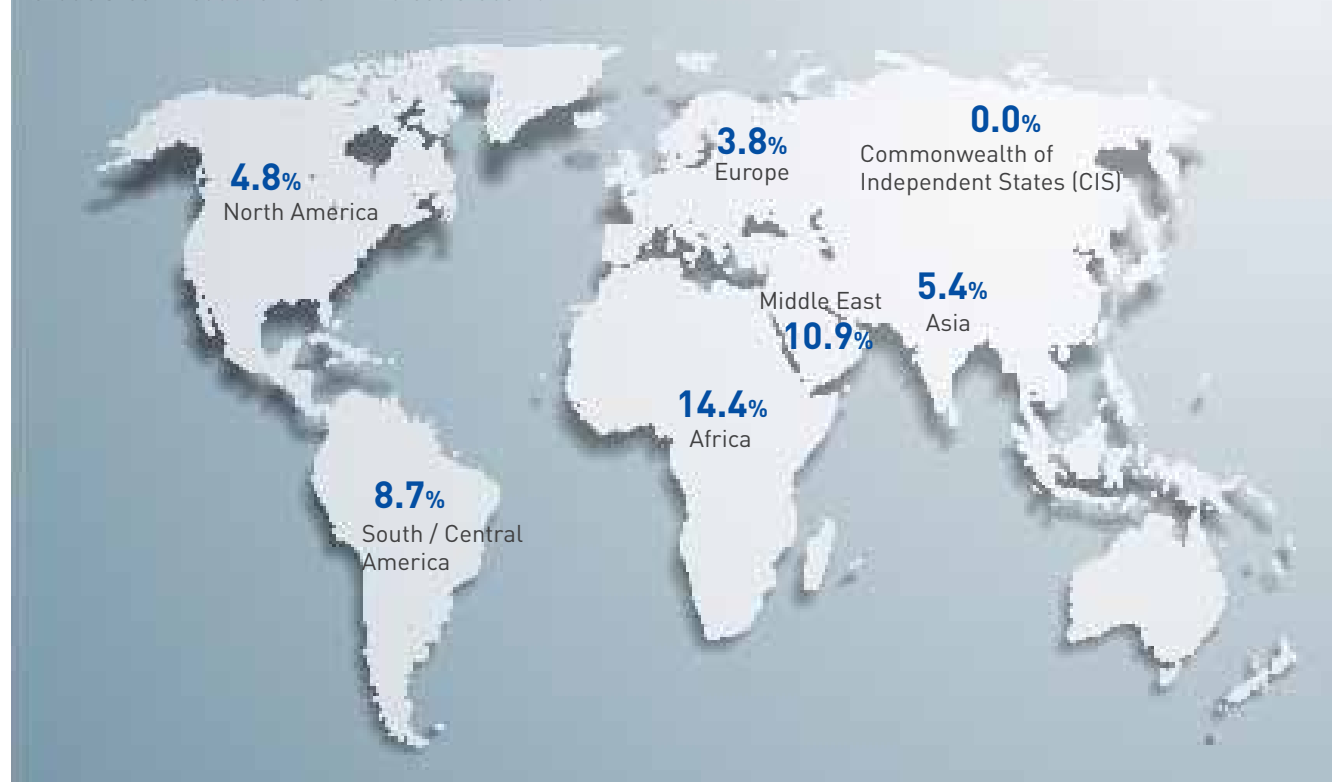 0.0%
Commonwealth of
Independent States (CIS)
3.8%
Europe
4.8%
North America
5.4%
Asia
Middle East
10.9%
14.4%
Africa
8.7%
South / Central
America